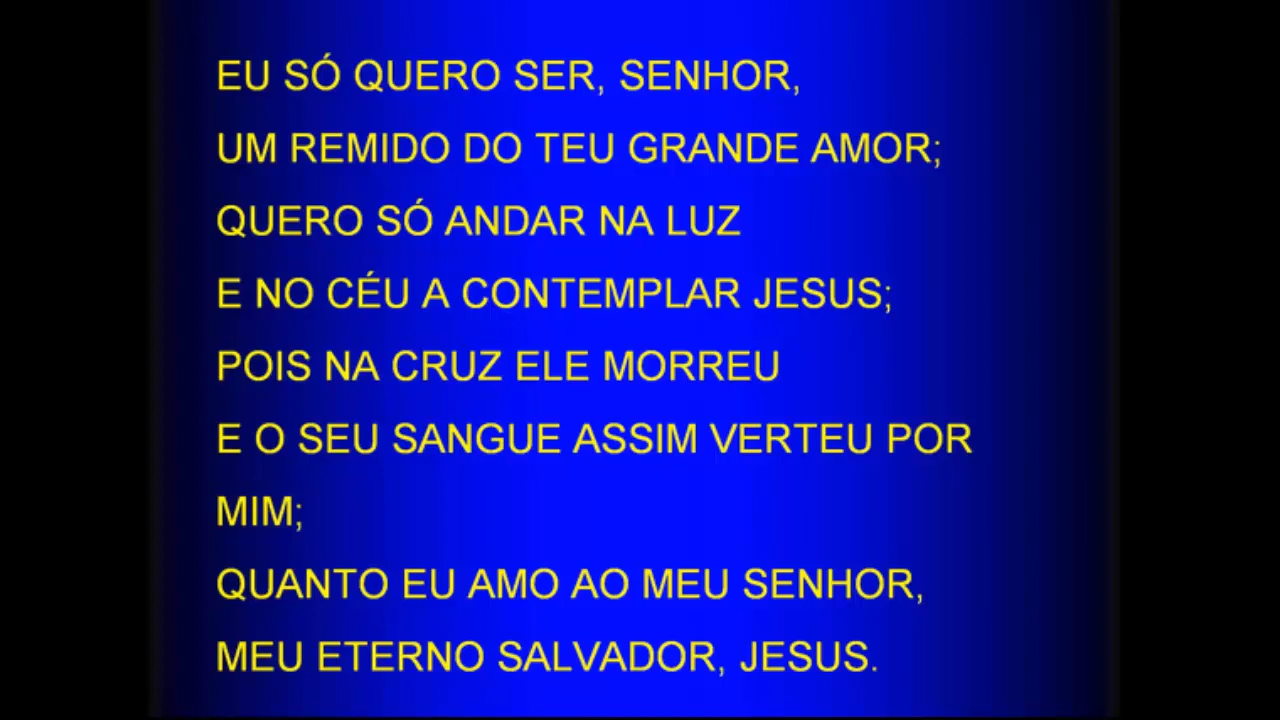 EU SÓ QUERO SER, SENHOR,
UM REMIDO DO TEU GRANDE AMOR;
QUERO SÓ ANDAR NA LUZ
E NO CÉU A CONTEMPLAR JESUS;
POIS NA CRUZ ELE MORREU
E O SEU SANGUE ASSIM VERTEU POR
MIM;
QUANTO EU AMO AO MEU SENHOR,
MEU ETERNO SALVADOR, JESUS.